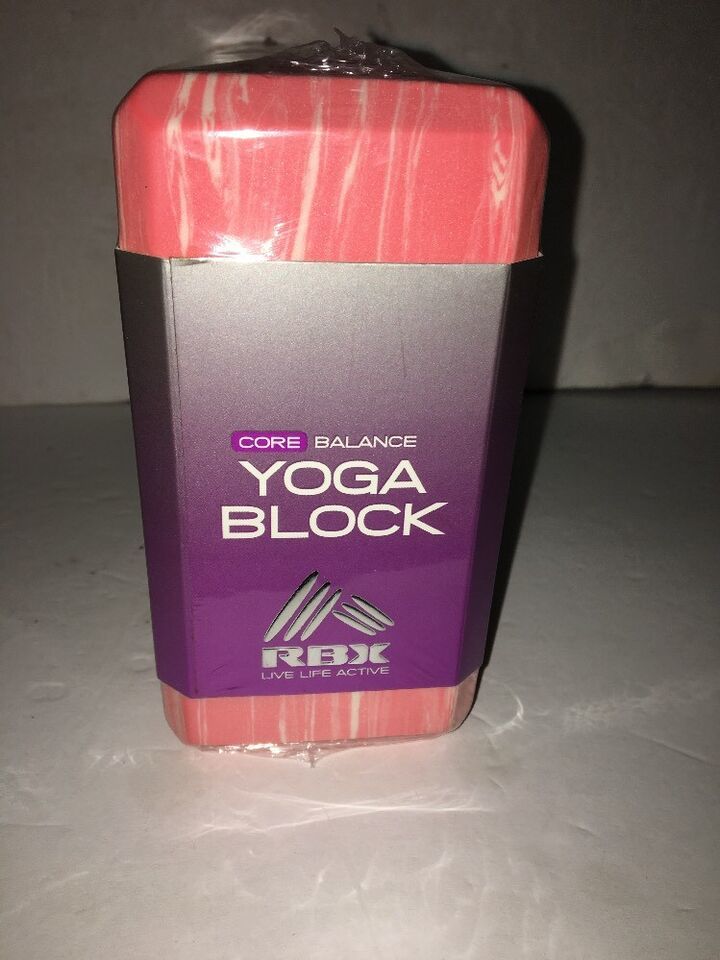 CORE BALANCE
YOGA
BLOCK
RBX
LIVE LIFE ACTIVE